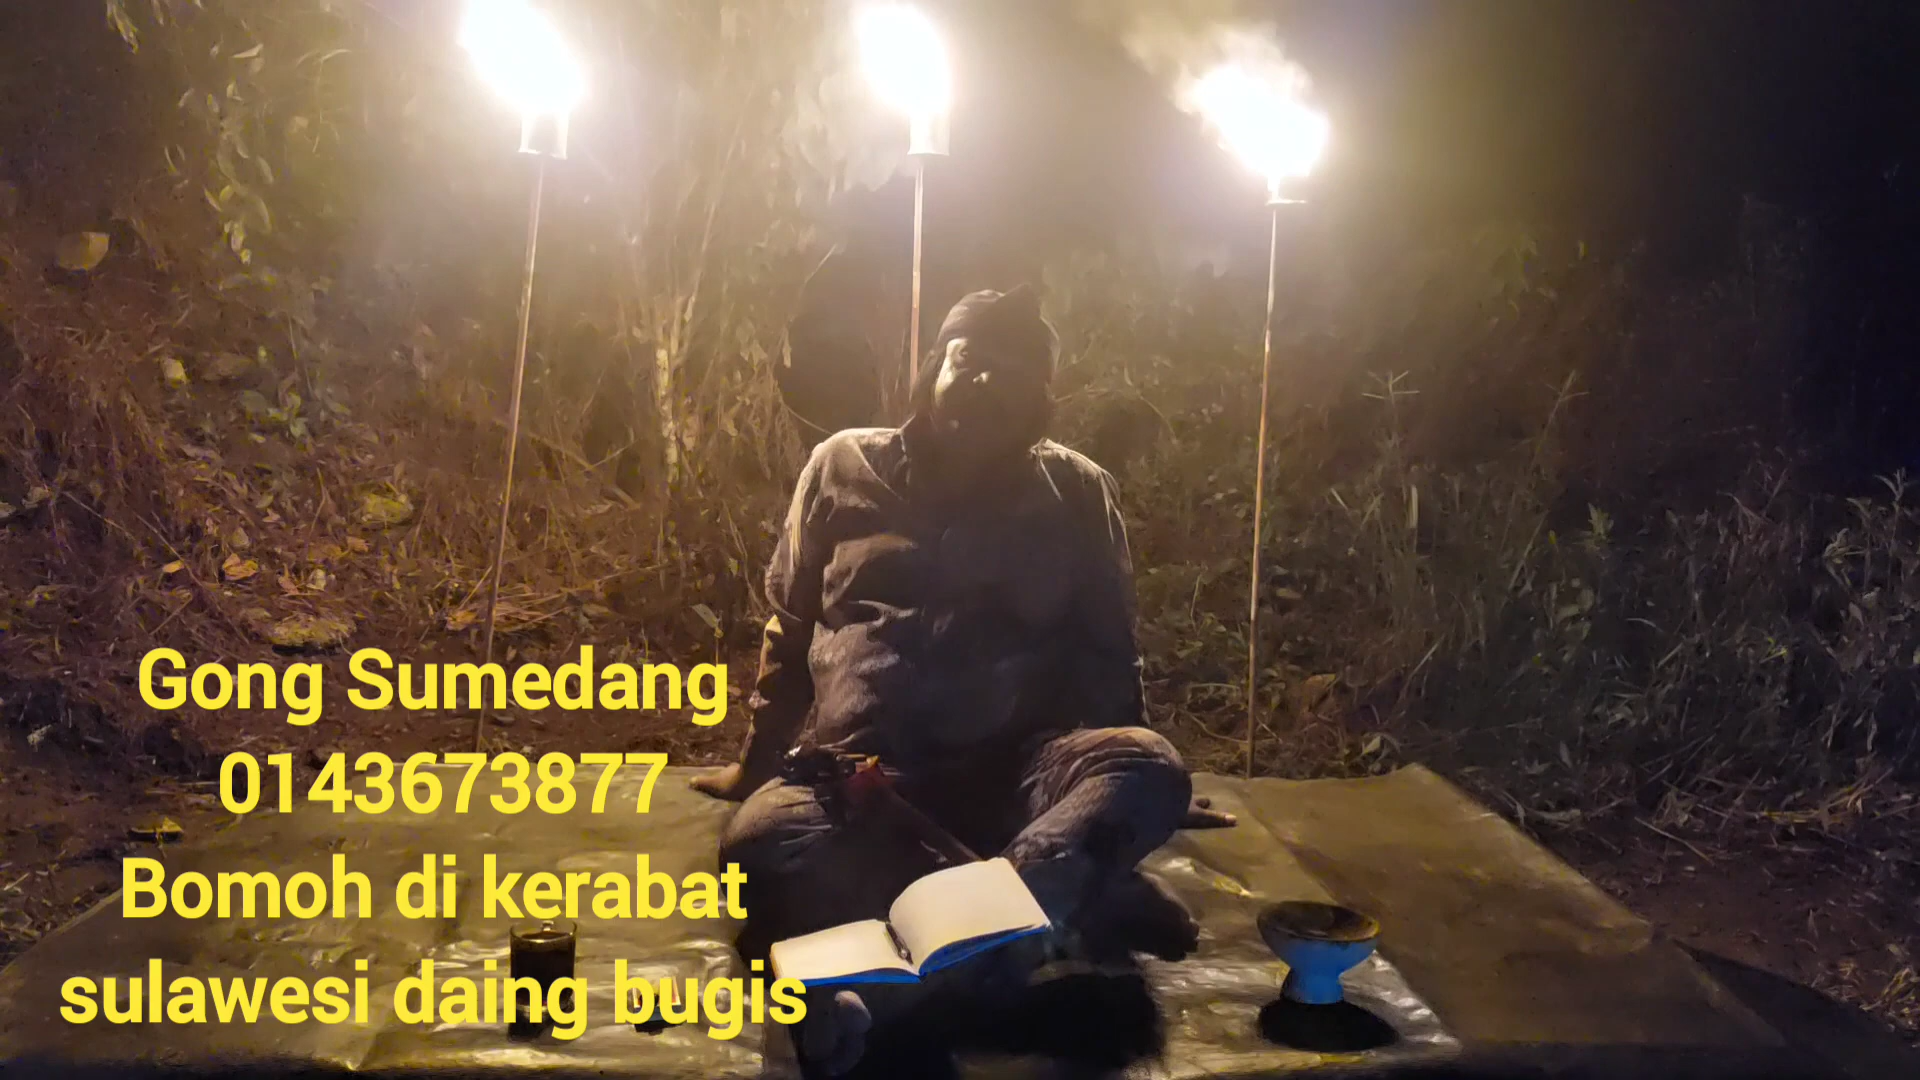 Gong Sumedang
0143673877
Bomoh di kerabat
sulawesi daing bugis